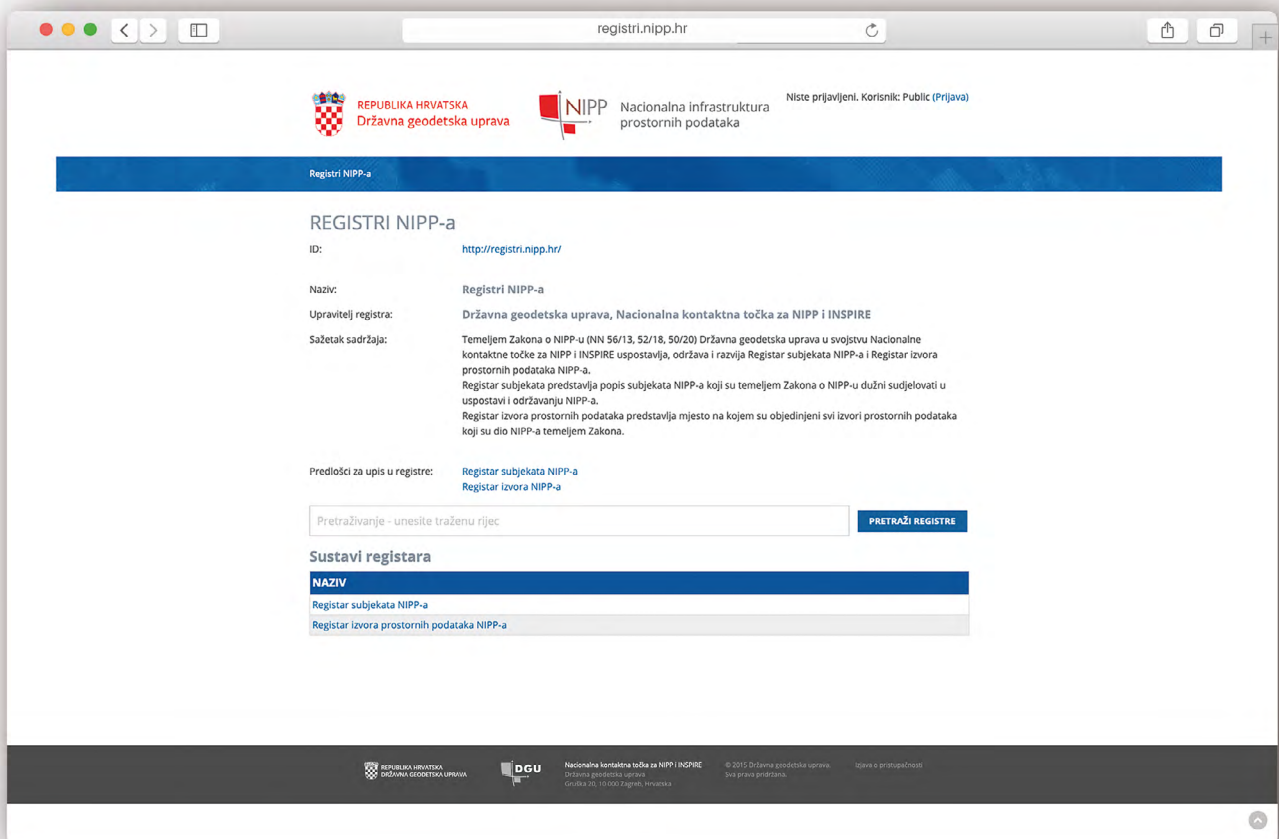 registri.nipp.hr
REPUBLIKA HRVATSKA
Državna geodetska uprava
NIPP
Nacionalna infrastruktura
prostornih podataka
Niste prijavljeni. Korisnik: Public (Prijava)
Registri NIPP-a
REGISTRI NIPP-a
ID: http://registri.nipp.hr/
Naziv: Registri NIPP-a
Upravitelj registra: Državna geodetska uprava, Nacionalna kontaktna točka za NIPP i INSPIRE
Sažetak sadržaja: Temeljem Zakona o NIPP-u (NN 56/13, 52/18, 50/20) Državna geodetska uprava u svojstvu Nacionalne
kontaktne točke za NIPP i INSPIRE uspostavlja, održava i razvija Registar subjekata NIPP-a i Registar izvora
prostornih podataka NIPP-a.
Registar subjekata predstavlja popis subjekata NIPP-a koji su temeljem Zakona o NIPP-u dužni sudjelovati u
uspostavi i održavanju NIPP-a.
Registar izvora prostornih podataka predstavlja mjesto na kojem su objedinjeni svi izvori prostornih podataka
koji su dio NIPP-a temeljem Zakona.
Predlošci za upis u registre: Registar subjekata NIPP-a
Registar izvora NIPP-a
Pretraživanje - unesite traženu rijec
PRETRAŽI REGISTRE
Sustavi registara
NAZIV
Registar subjekata NIPP-a
Registar izvora prostornih podataka NIPP-a
REPUBLIKA HRVATSKA
DRŽAVNA GEODETSKA UPRAVA
DGU
Nacionalna kontaktna točka za NIPP i INSPIRE
Državna geodetska uprava
Gruška 20, 10 000 Zagreb, Hrvatska
© 2015 Državna geodetska uprava.
Sva prava pridržana.
Izjava o pristupačnosti